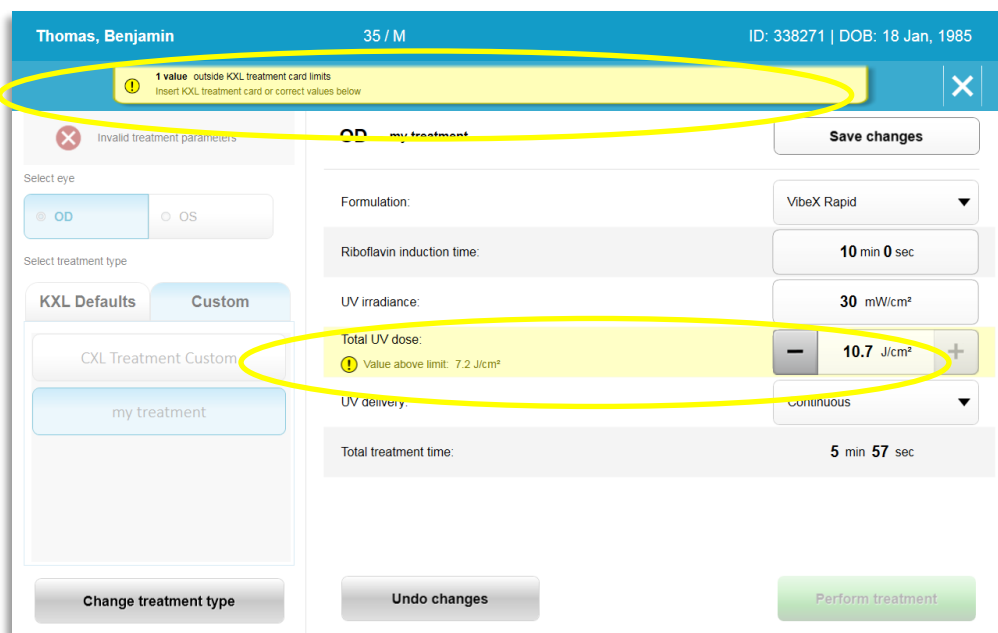 Thomas, Benjamin 35 / M ID: 338271 | DOB: 18 Jan, 1985
1 value outside KXL treatment card limits
Insert KXL treatment card or correct values below
Invalid treatment parameters
OD my treatment
Save changes
Select eye
OD OS
Select treatment type
KXL Defaults Custom
CXL Treatment Custom
my treatment
Change treatment type
Formulation: VibeX Rapid
Riboflavin induction time: 10 min 0 sec
UV irradiance: 30 mW/cm²
Total UV dose: 10.7 J/cm²
Value above limit: 7.2 J/cm²
UV delivery: Continuous
Total treatment time: 5 min 57 sec
Undo changes
Perform treatment